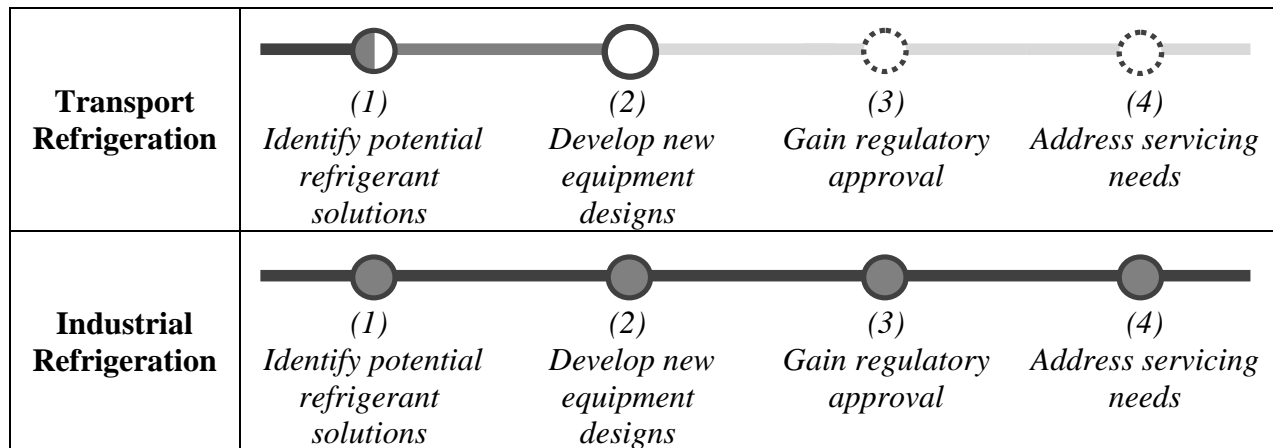 Transport
Refrigeration
(1)
Identify potential
refrigerant
solutions
(2)
Develop new
equipment
designs
(3)
Gain regulatory
approval
(4)
Address servicing
needs
Industrial
Refrigeration
(1)
Identify potential
refrigerant
solutions
(2)
Develop new
equipment
designs
(3)
Gain regulatory
approval
(4)
Address servicing
needs